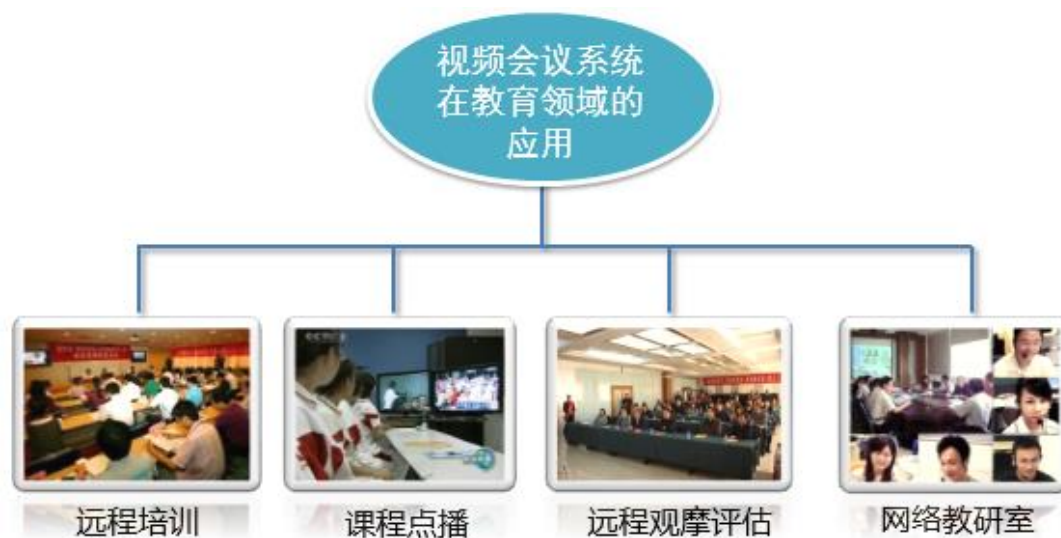 视频会议系统
在教育领域的
应用
远程培训
课程点播
远程观摩评估
网络教研室